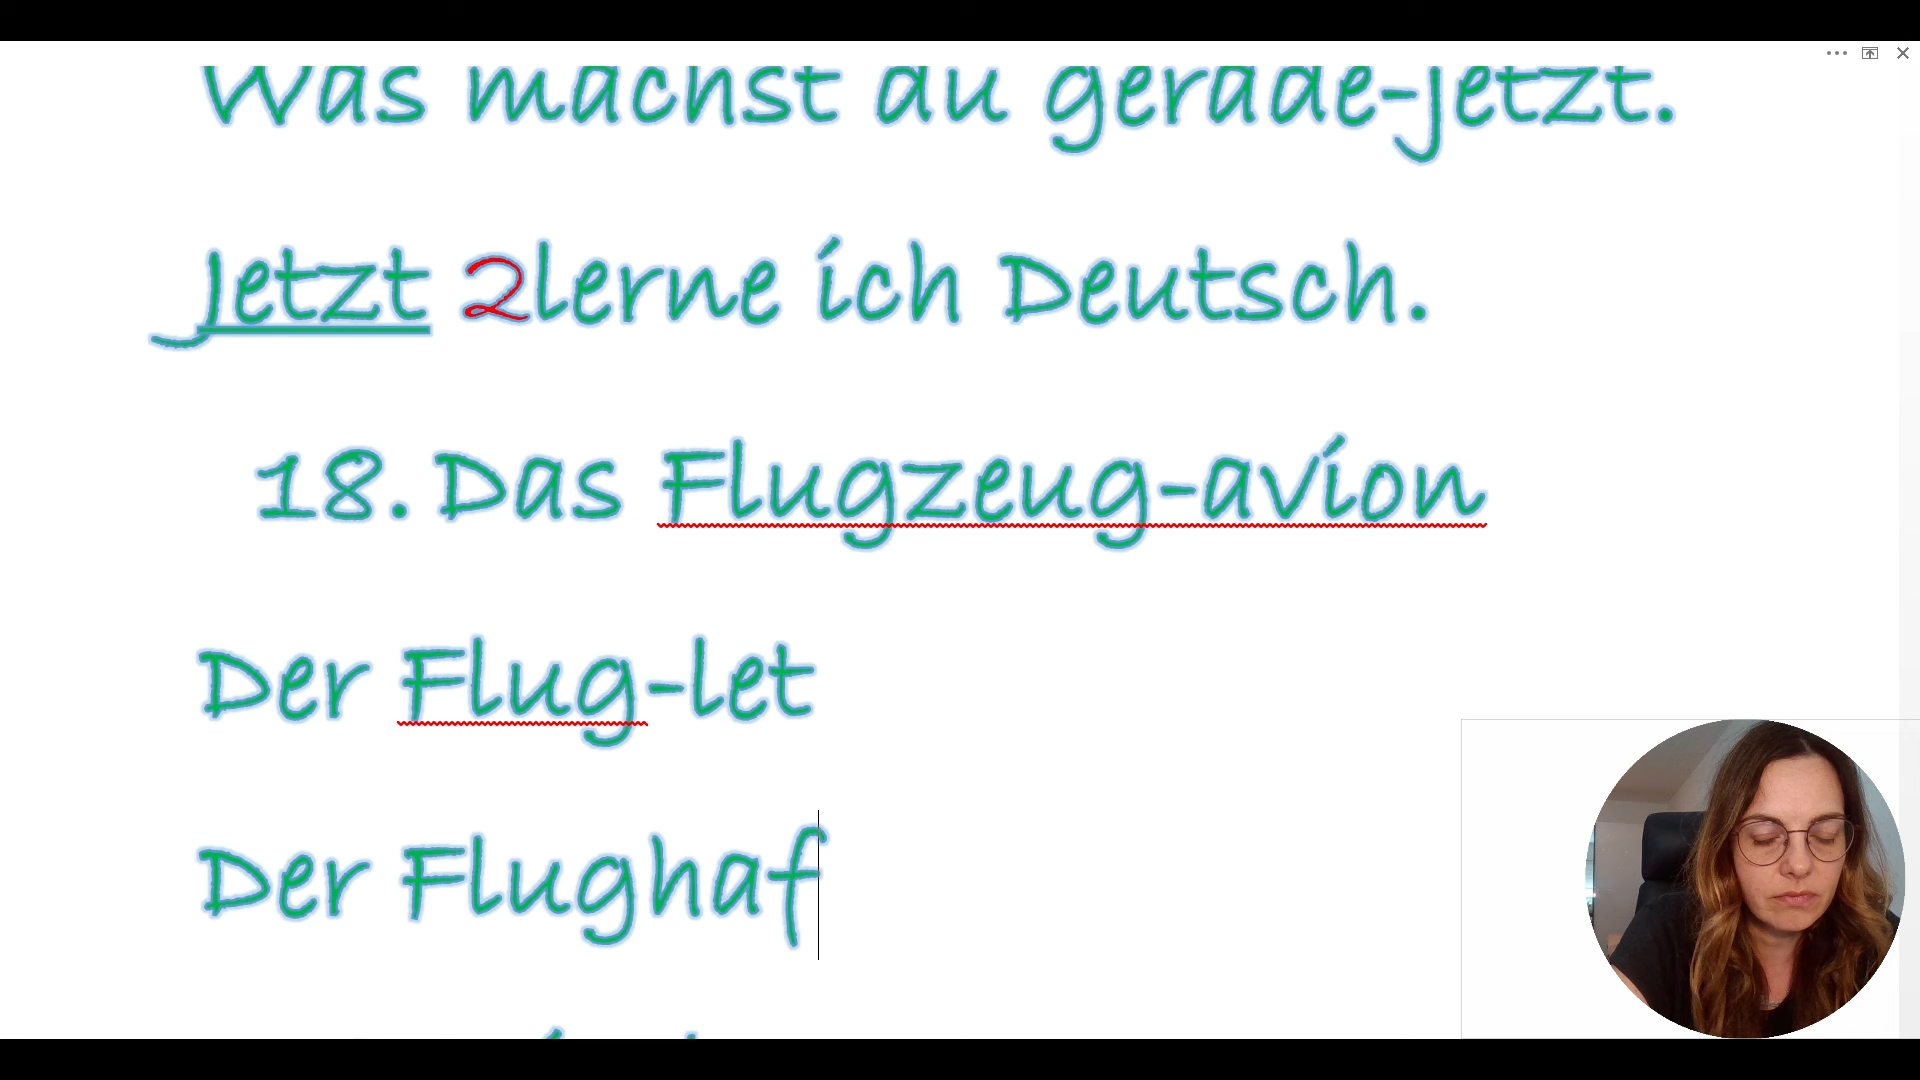 Was machst du gerade-jetzt.
Jetzt 2lerne ich Deutsch.
18. Das Flugzeug-avion
Der Flug-let
Der Flughaf